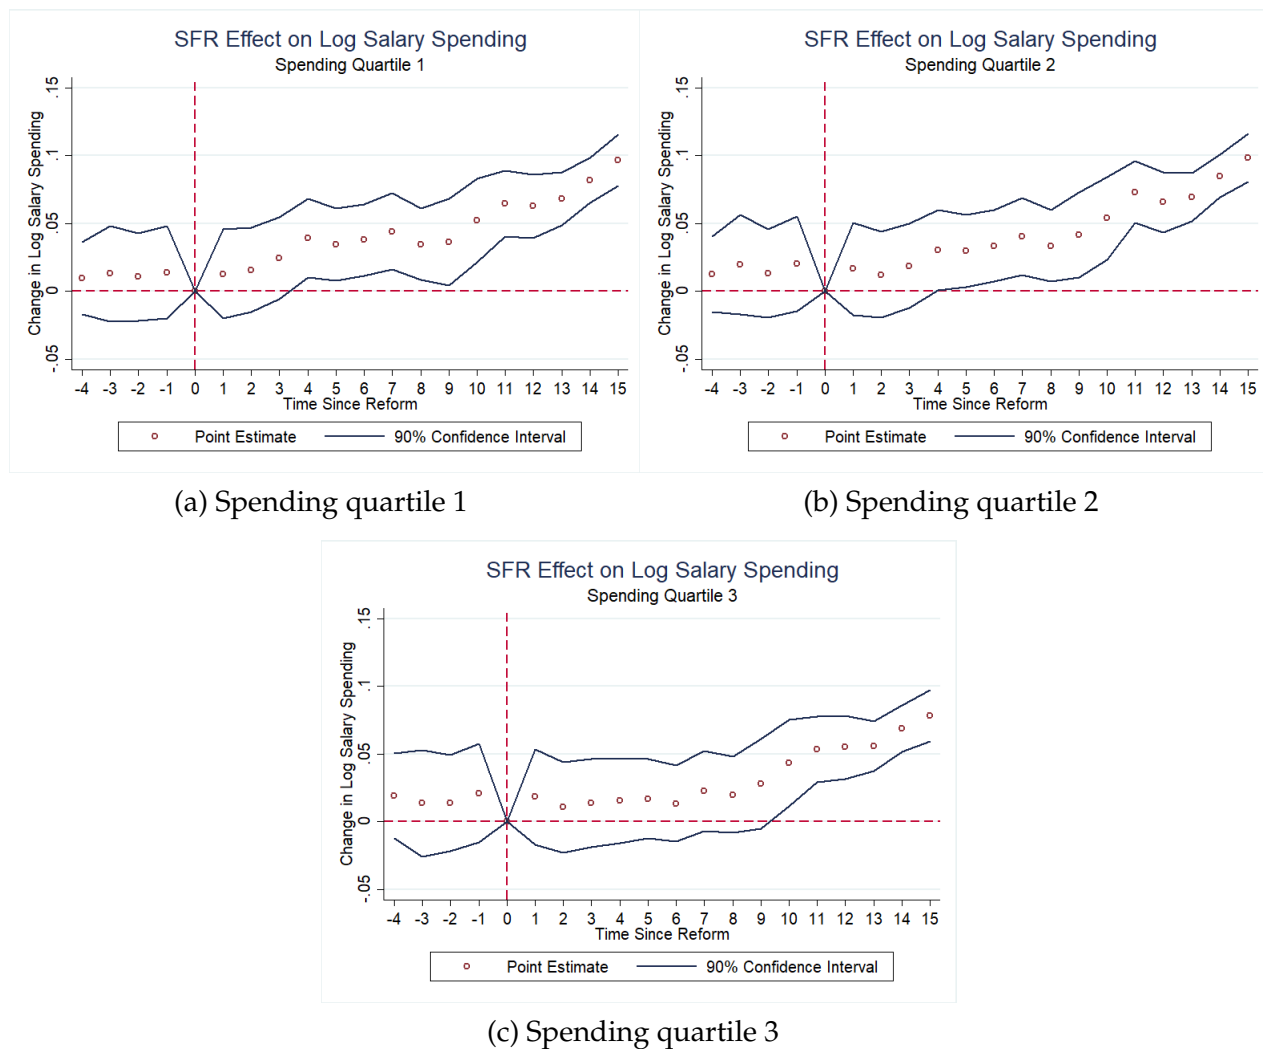 SFR Effect on Log Salary Spending
Spending Quartile 1
Change in Log Salary Spending
.15
.1
.05
0
-.05
-4 -3 -2 -1 0 1 2 3 4 5 6 7 8 9 10 11 12 13 14 15
Time Since Reform
Point Estimate 90% Confidence Interval
(a) Spending quartile 1
SFR Effect on Log Salary Spending
Spending Quartile 2
Change in Log Salary Spending
.15
.1
.05
0
-.05
-4 -3 -2 -1 0 1 2 3 4 5 6 7 8 9 10 11 12 13 14 15
Time Since Reform
Point Estimate 90% Confidence Interval
(b) Spending quartile 2
SFR Effect on Log Salary Spending
Spending Quartile 3
Change in Log Salary Spending
.15
.1
.05
0
-.05
-4 -3 -2 -1 0 1 2 3 4 5 6 7 8 9 10 11 12 13 14 15
Time Since Reform
Point Estimate 90% Confidence Interval
(c) Spending quartile 3